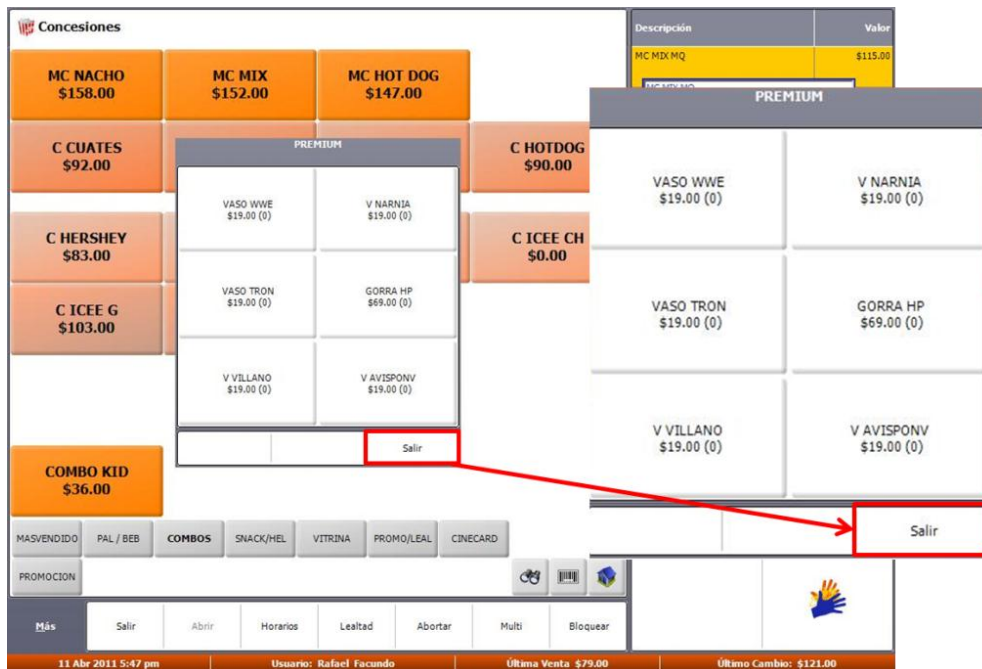 Concesiones
Descripción Valor
MC MIX MQ $115.00
MC NACHO
$158.00
MC MIX
$152.00
MC HOT DOG
$147.00
C CUATES
$92.00
C HOTDOG
$90.00
C HERSHEY
$83.00
C ICEE CH
$0.00
C ICEE G
$103.00
COMBO KID
$36.00
PREMIUM
VASO WWE
$19.00 (0)
V NARNIA
$19.00 (0)
VASO TRON
$19.00 (0)
GORRA HP
$69.00 (0)
V VILLANO
$19.00 (0)
V AVISPONV
$19.00 (0)
Salir
PREMIUM
VASO WWE
$19.00 (0)
V NARNIA
$19.00 (0)
VASO TRON
$19.00 (0)
GORRA HP
$69.00 (0)
V VILLANO
$19.00 (0)
V AVISPONV
$19.00 (0)
Salir
MASVENDIDO PAL / BEB COMBOS SNACK/HEL VITRINA PROMO/LEAL CINECARD
PROMOCION
Más Salir Abrir Horarios Lealtad Abortar Multi Bloquear
11 Abr 2011 5:47 pm Usuario: Rafael Facundo Última Venta $79.00 Último Cambio: $121.00